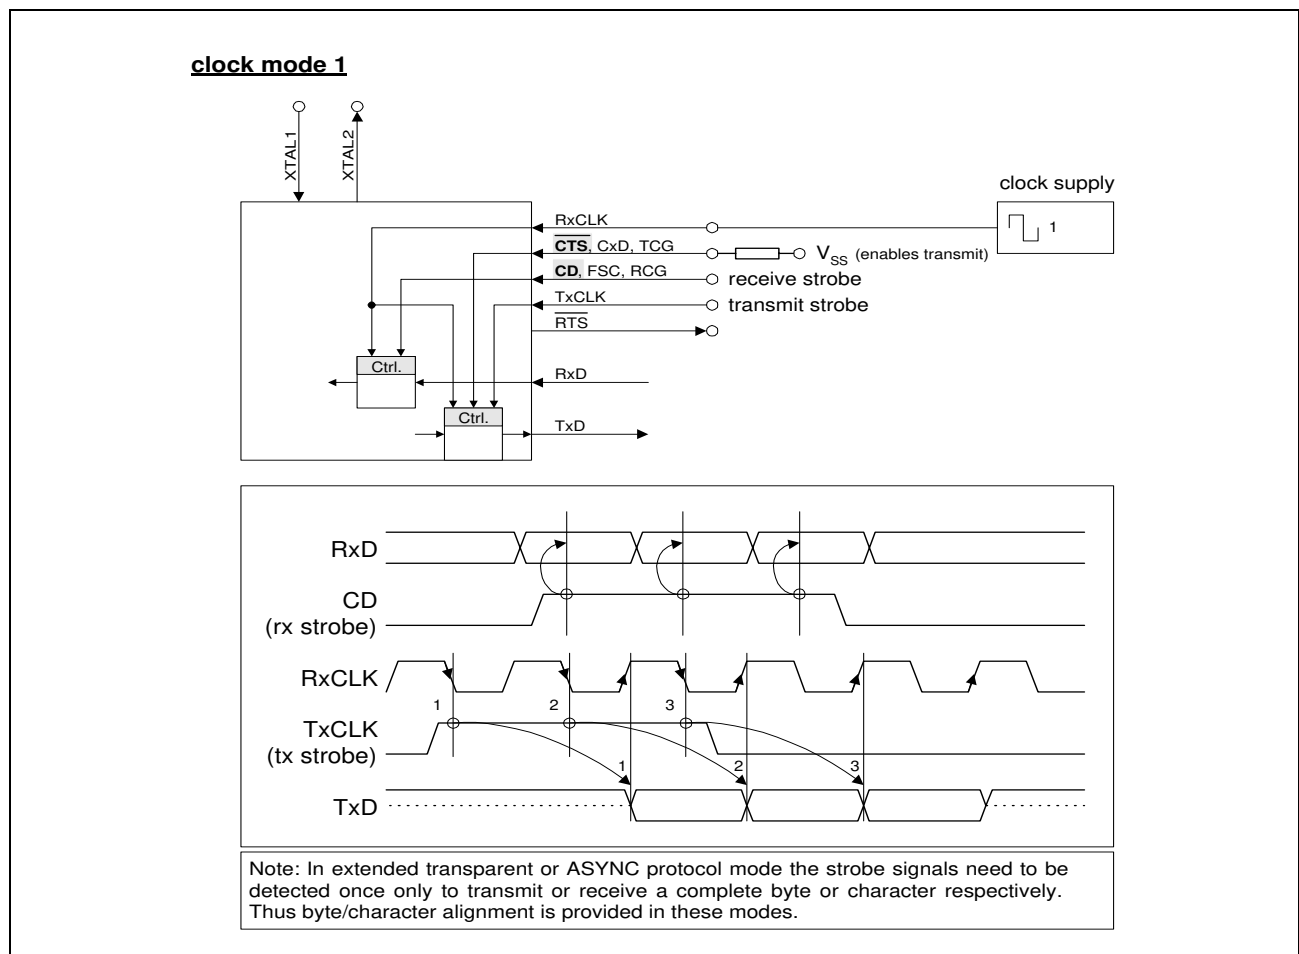 clock mode 1
XTAL1
XTAL2
clock supply
1
RxCLK
CTS, CxD, TCG
VSS (enables transmit)
CD, FSC, RCG
receive strobe
TxCLK
transmit strobe
RTS
Ctrl.
RxD
Ctrl.
TxD
RxD
CD
(rx strobe)
RxCLK
1 2 3
TxCLK
(tx strobe)
1 2 3
TxD
Note: In extended transparent or ASYNC protocol mode the strobe signals need to be
detected once only to transmit or receive a complete byte or character respectively.
Thus byte/character alignment is provided in these modes.